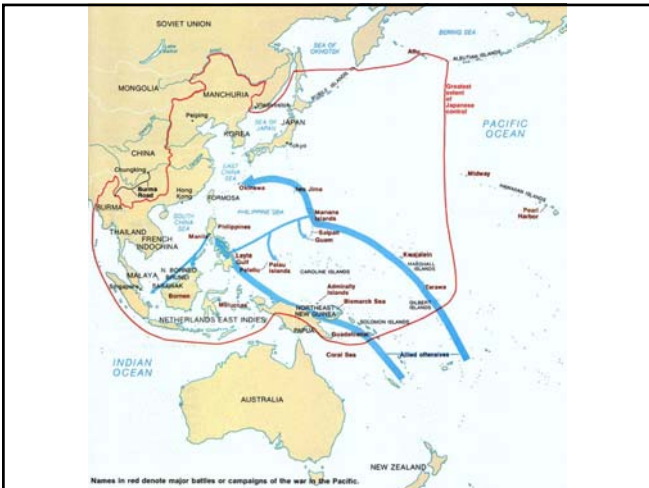 SOVIET UNION
BERING SEA
SEA OF
OKHOTSK
ALEUTIAN ISLANDS
Attu
MONGOLIA
MANCHURIA
KURILE ISLANDS
Greatest
extent
of
Japanese
control
Vladivostok
SEA OF
JAPAN
JAPAN
Peiping
KOREA
Tokyo
PACIFIC
OCEAN
CHINA
EAST
CHINA
SEA
Chungking
Burma
Road
Midway
HAWAIIAN ISLANDS
Okinawa
Iwo Jima
Hong
Kong
FORMOSA
BURMA
Pearl
Harbor
PHILIPPINE SEA
Mariana
Islands
SOUTH
CHINA
SEA
Philippines
THAILAND
Manila
Saipan
Guam
FRENCH
INDOCHINA
Kwajalein
MARSHALL
ISLANDS
Leyte
Gulf
Palau
Islands
CAROLINE ISLANDS
MALAYA
N. BORNEO
BRUNEI
SARAWAK
Peleliu
Singapore
Tarawa
Borneo
Admiralty
Islands
Bismarck Sea
GILBERT
ISLANDS
Moluccas
NORTHEAST
NEW GUINEA
NETHERLANDS EAST INDIES
SOLOMON ISLANDS
PAPUA
Guadalcanal
INDIAN
OCEAN
Coral Sea
Allied offensives
AUSTRALIA
NEW ZEALAND
Names in red denote major battles or campaigns of the war in the Pacific.